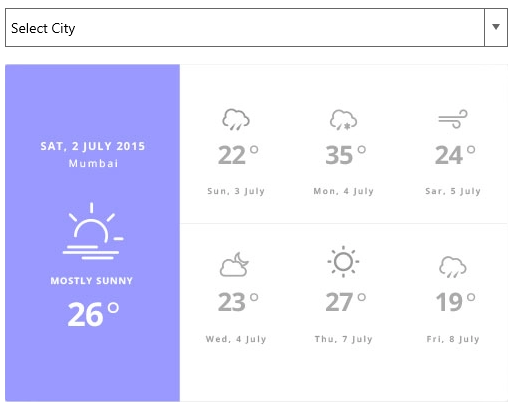 Select City
SAT, 2 JULY 2015
Mumbai
MOSTLY SUNNY
26°
22° 35° 24°
Sun, 3 July Mon, 4 July Sar, 5 July
23° 27° 19°
Wed, 4 July Thu, 7 July Fri, 8 July